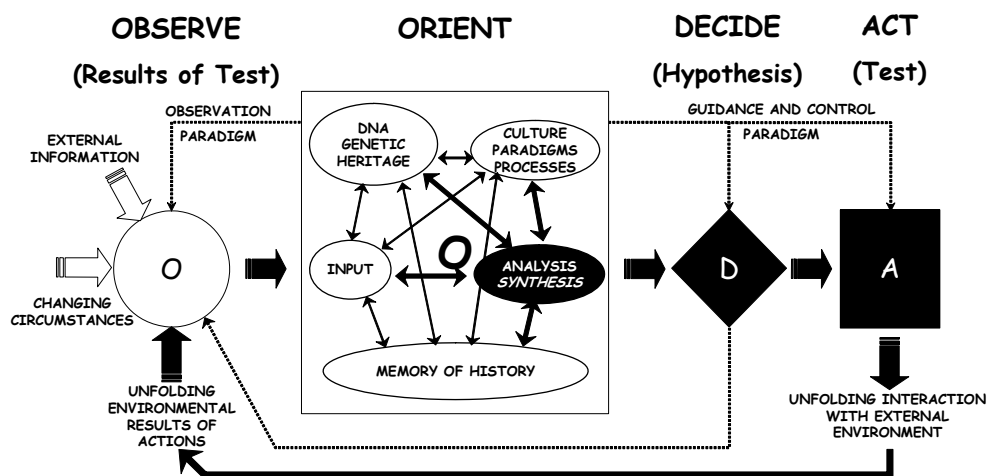 OBSERVE
(Results of Test)
ORIENT
DECIDE
(Hypothesis)
ACT
(Test)
OBSERVATION
PARADIGM
GUIDANCE AND CONTROL
PARADIGM
EXTERNAL
INFORMATION
CHANGING
CIRCUMSTANCES
O
UNFOLDING
ENVIRONMENTAL
RESULTS OF
ACTIONS
DNA
GENETIC
HERITAGE
CULTURE
PARADIGMS
PROCESSES
INPUT
O
ANALYSIS
SYNTHESIS
MEMORY OF HISTORY
D
A
UNFOLDING INTERACTION
WITH EXTERNAL
ENVIRONMENT